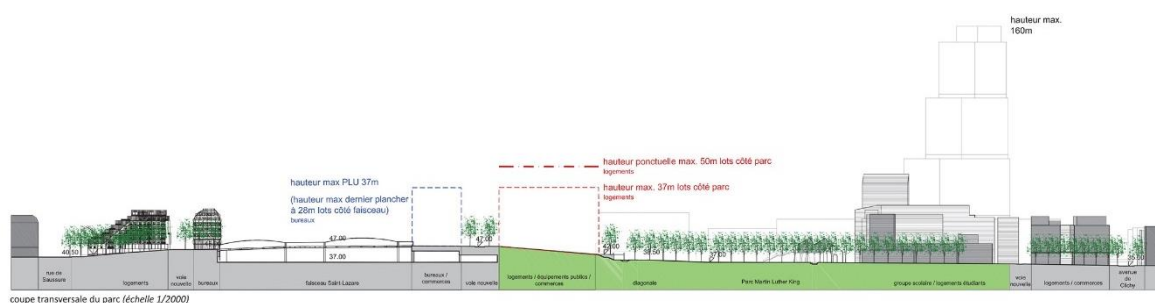 hauteur max.
160m
hauteur ponctuelle max. 50m lots côté parc
logements
hauteur max PLU 37m
hauteur max. 37m lots côté parc
logements
(hauteur max dernier plancher
à 28m lots côté faisceau)
bureaux
47.00
47.00
42.00
40.50
37.00
38.50
37.00
35.50
rue de
Saussure
logements
voie
nouvelle
bureaux
faisceau Saint-Lazare
bureaux /
commerces
voie nouvelle
logements / équipements publics /
commerces
diagonale
Parc Martin Luther King
groupe scolaire / logements étudiants
voie
nouvelle
logements / commerces
avenue
de
Clichy
coupe transversale du parc (échelle 1/2000)